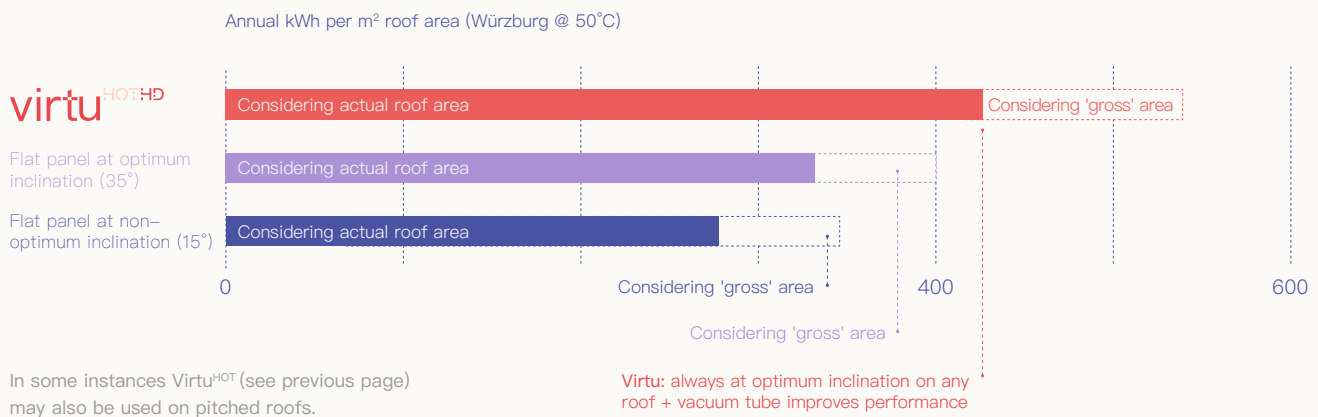 Annual kWh per m² roof area (Würzburg @ 50°C)
virtu HOT HD
Considering actual roof area
Considering 'gross' area
Flat panel at optimum
inclination (35°)
Considering actual roof area
Flat panel at non–
optimum inclination (15°)
Considering actual roof area
0
Considering 'gross' area
400
600
Considering 'gross' area
In some instances Virtuᴴᴼᵀ (see previous page)
may also be used on pitched roofs.
Virtu: always at optimum inclination on any
roof + vacuum tube improves performance